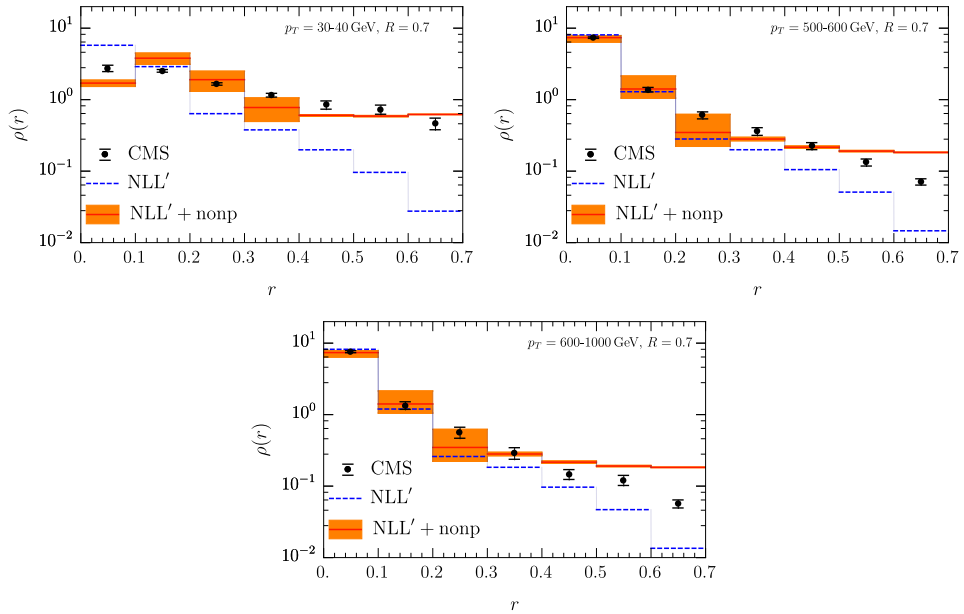 p_T = 30-40 GeV, R = 0.7
10^1
10^0
10^−1
10^−2
ρ(r)
CMS
NLL′
NLL′ + nonp
0. 0.1 0.2 0.3 0.4 0.5 0.6 0.7
r
p_T = 500-600 GeV, R = 0.7
10^1
10^0
10^−1
10^−2
ρ(r)
CMS
NLL′
NLL′ + nonp
0. 0.1 0.2 0.3 0.4 0.5 0.6 0.7
r
p_T = 600-1000 GeV, R = 0.7
10^1
10^0
10^−1
10^−2
ρ(r)
CMS
NLL′
NLL′ + nonp
0. 0.1 0.2 0.3 0.4 0.5 0.6 0.7
r